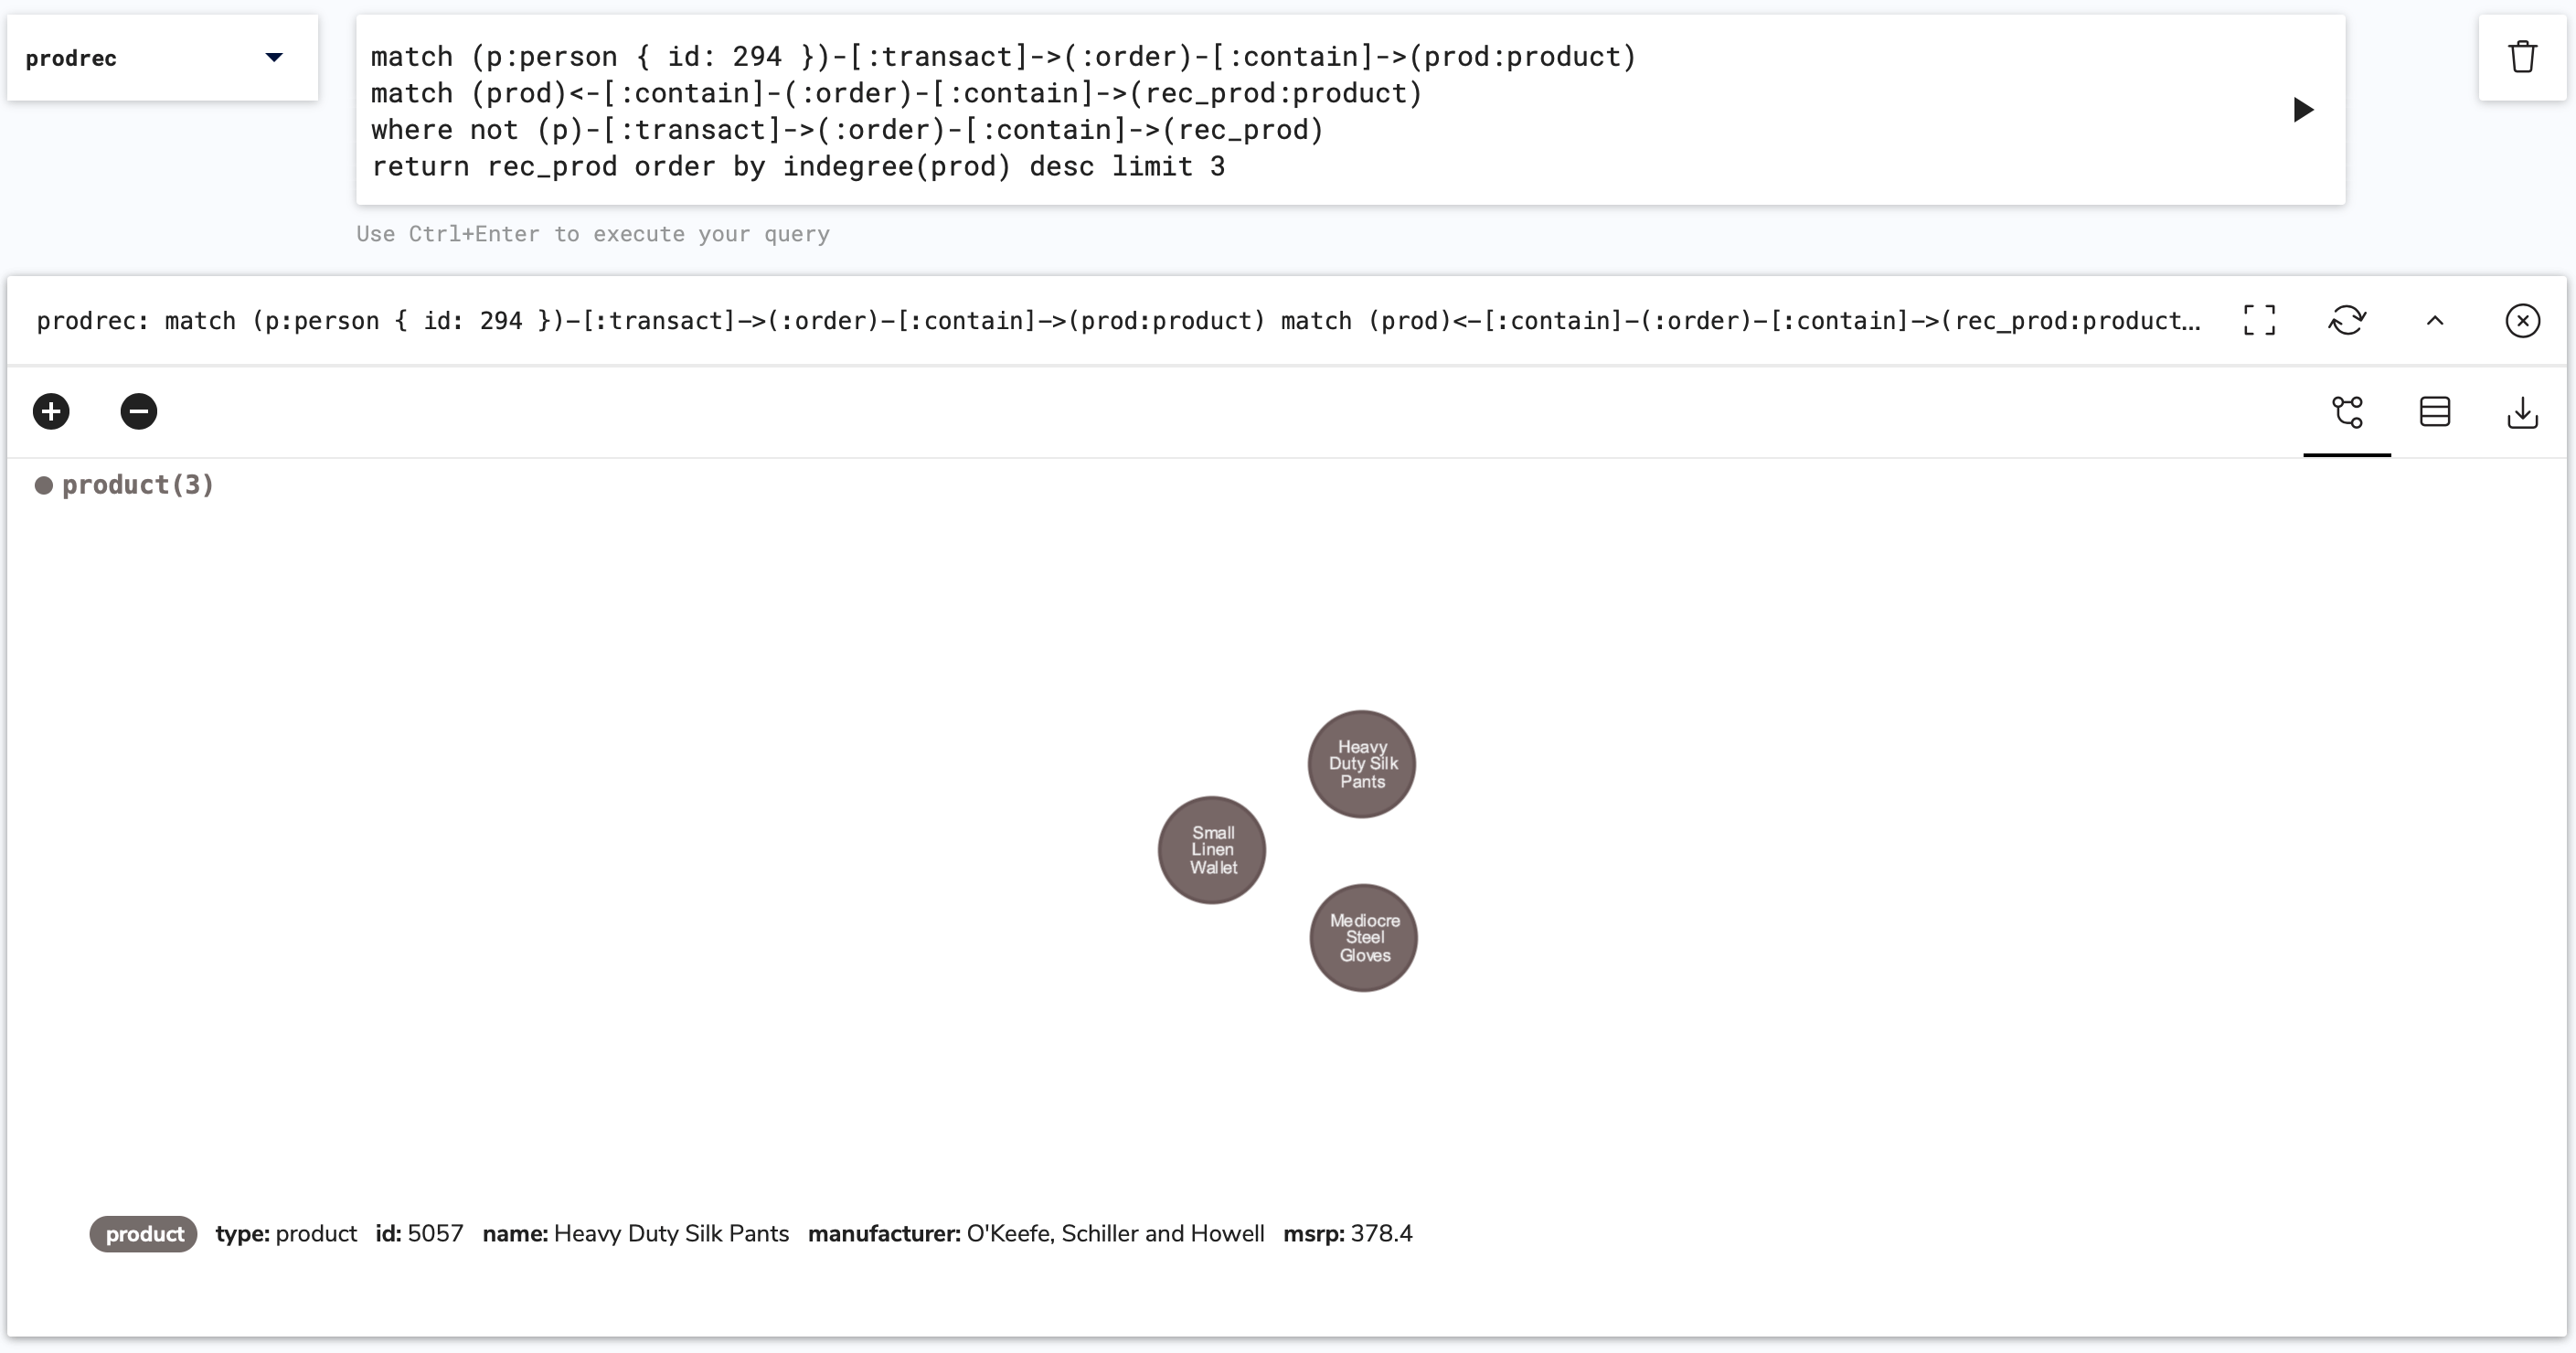 prodrec
match (p:person { id: 294 })-[:transact]->(:order)-[:contain]->(prod:product)
match (prod)<-[:contain]-(:order)-[:contain]->(rec_prod:product)
where not (p)-[:transact]->(:order)-[:contain]->(rec_prod)
return rec_prod order by indegree(prod) desc limit 3
Use Ctrl+Enter to execute your query
prodrec: match (p:person { id: 294 })-[:transact]->(:order)-[:contain]->(prod:product) match (prod)<-[:contain]-(:order)-[:contain]->(rec_prod:product...
product(3)
Heavy
Duty Silk
Pants
Small
Linen
Wallet
Mediocre
Steel
Gloves
product type: product id: 5057 name: Heavy Duty Silk Pants manufacturer: O'Keefe, Schiller and Howell msrp: 378.4